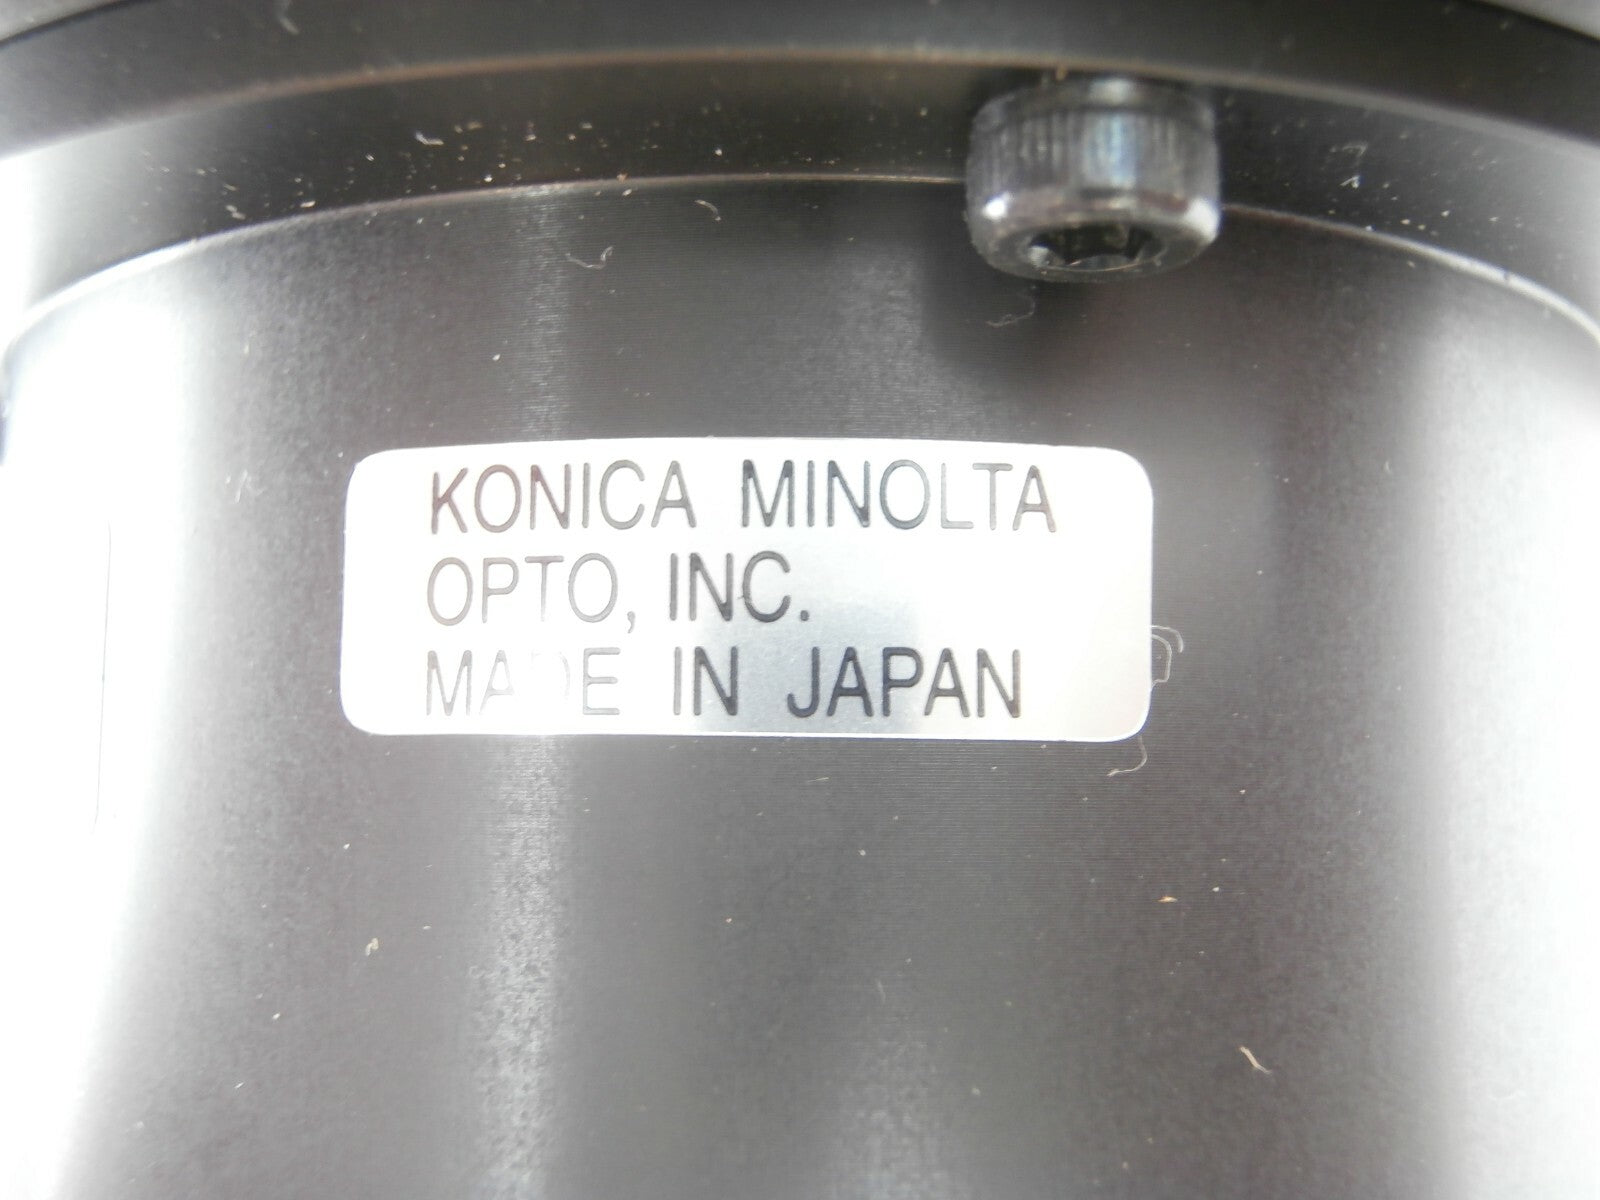 KONICA MINOLTA
OPTO, INC.
MADE IN JAPAN